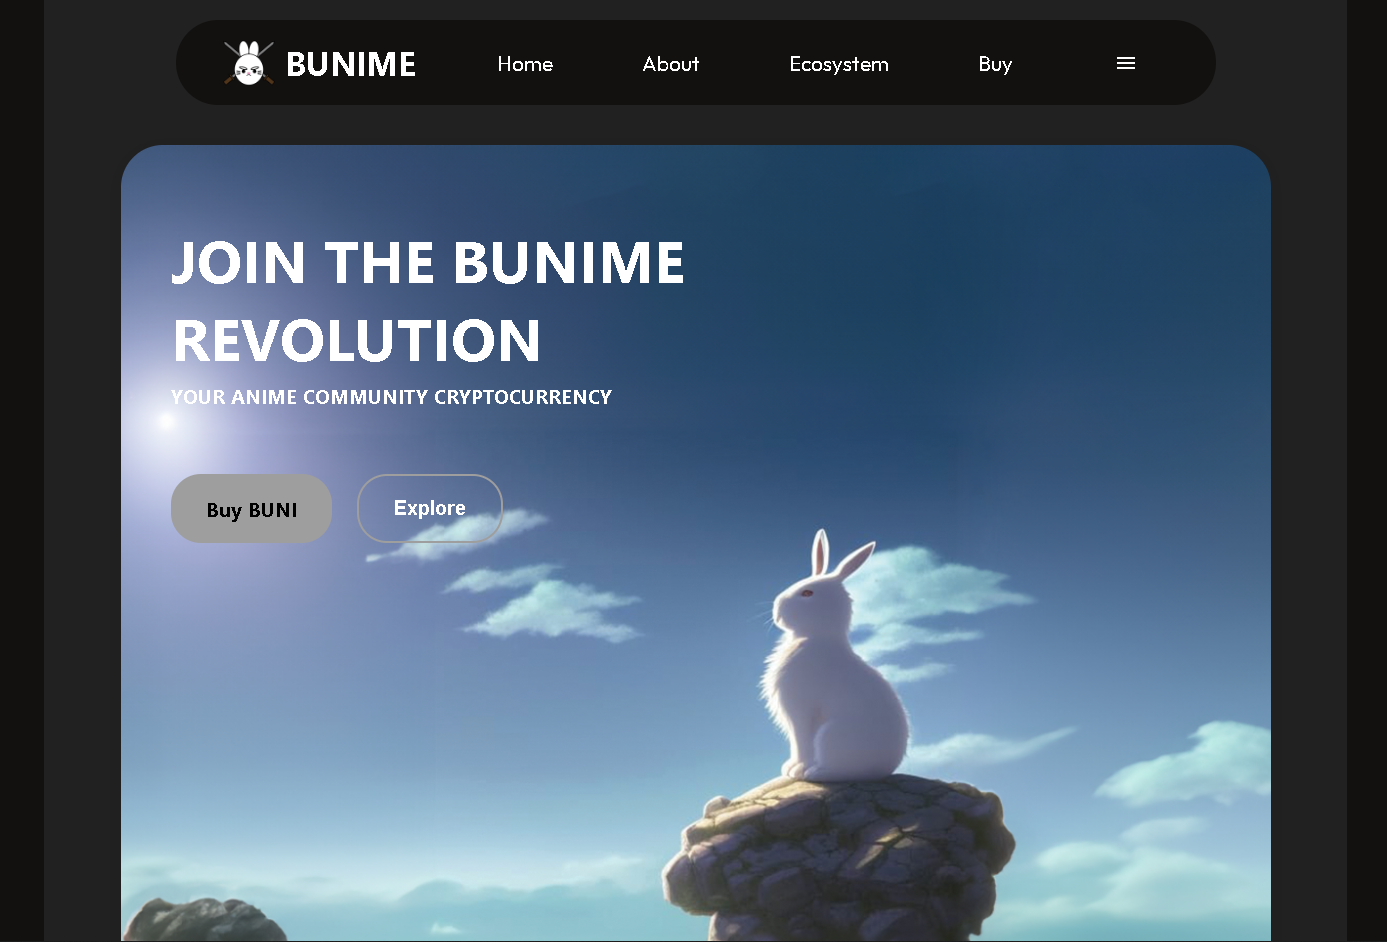 BUNIME
Home
About
Ecosystem
Buy
JOIN THE BUNIME
REVOLUTION
YOUR ANIME COMMUNITY CRYPTOCURRENCY
Buy BUNI
Explore